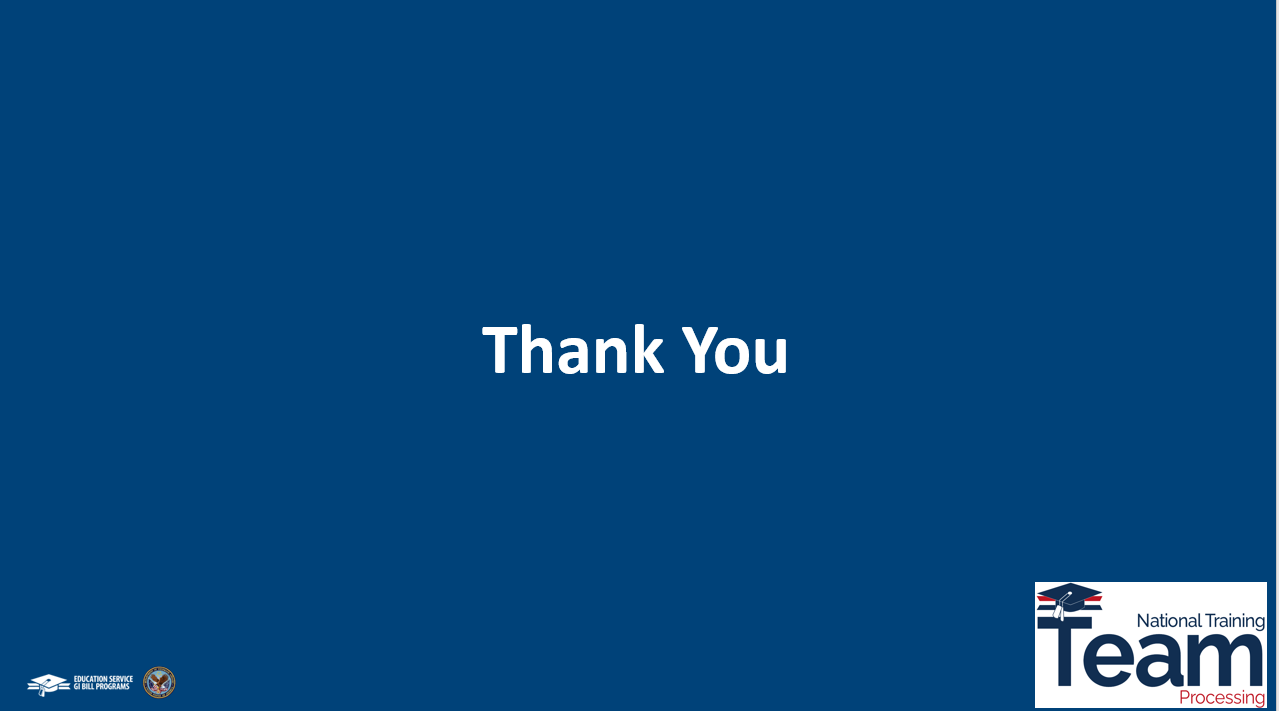 Thank You
EDUCATION SERVICE
GI BILL PROGRAMS
National Training
Team
Processing